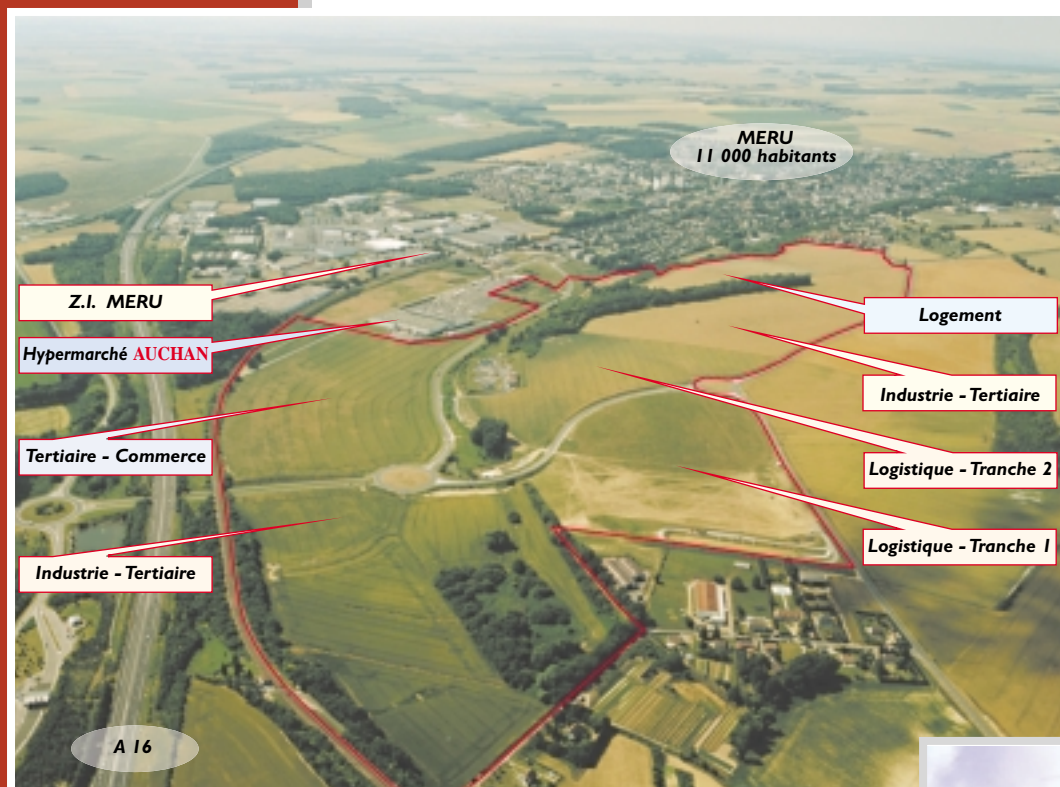 MERU
11 000 habitants
Z.I. MERU
Hypermarché AUCHAN
Tertiaire - Commerce
Industrie - Tertiaire
A 16
Logement
Industrie - Tertiaire
Logistique - Tranche 2
Logistique - Tranche 1